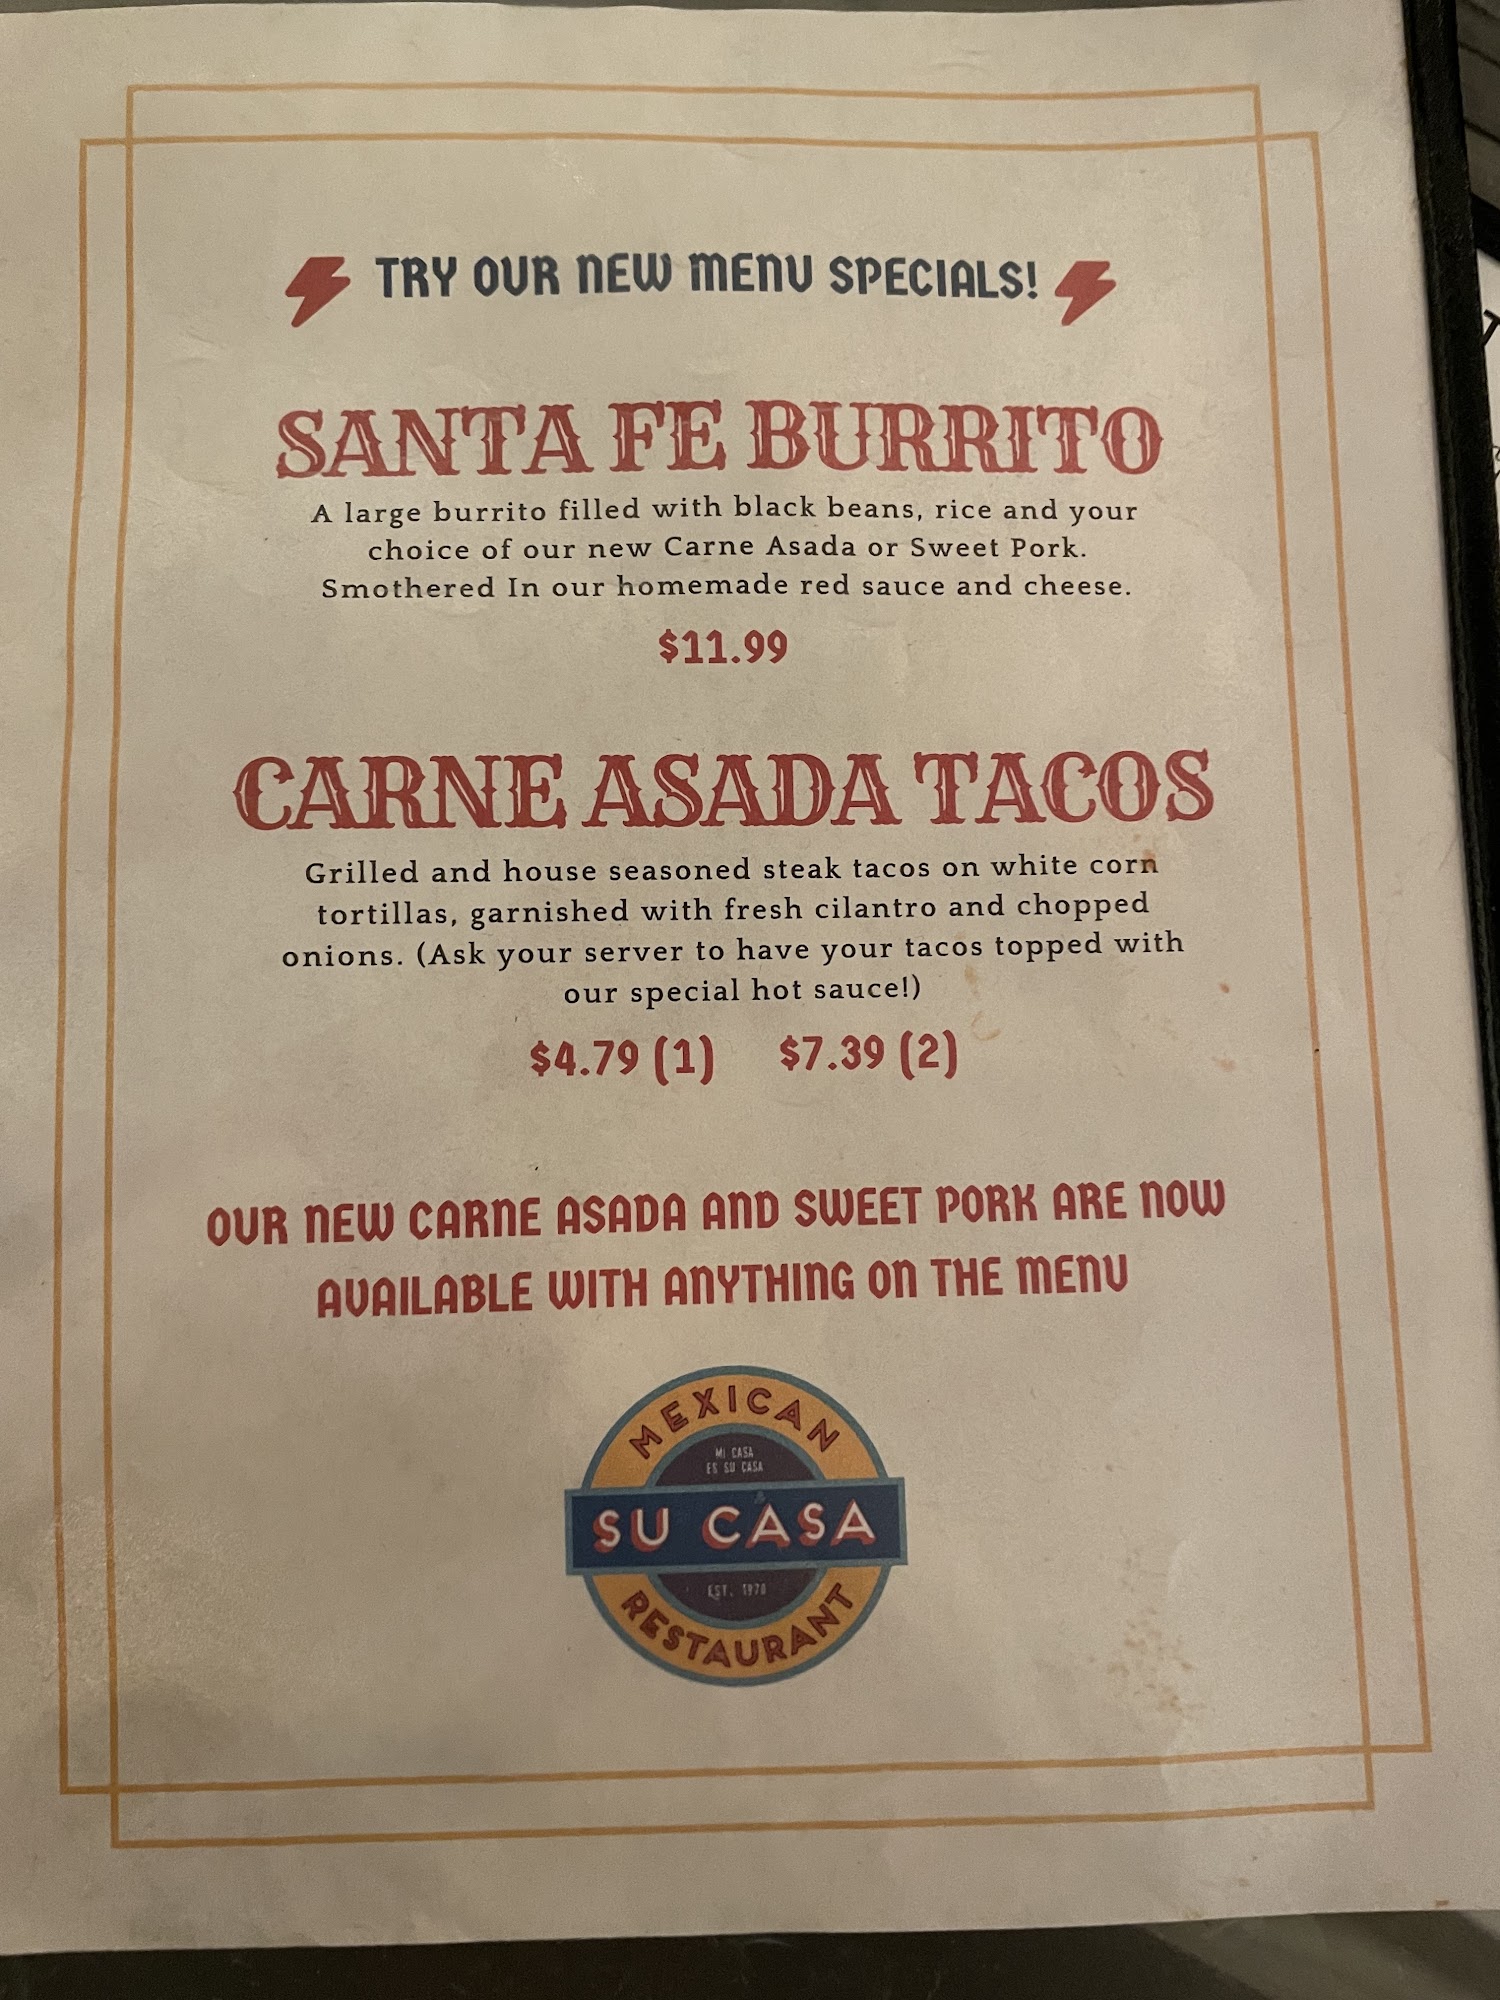 TRY OUR NEW MENU SPECIALS!
SANTA FE BURRITO
A large burrito filled with black beans, rice and your
choice of our new Carne Asada or Sweet Pork.
Smothered In our homemade red sauce and cheese.
$11.99
CARNE ASADA TACOS
Grilled and house seasoned steak tacos on white corn
tortillas, garnished with fresh cilantro and chopped
onions. (Ask your server to have your tacos topped with
our special hot sauce!)
$4.79 (1) $7.39 (2)
OUR NEW CARNE ASADA AND SWEET PORK ARE NOW
AVAILABLE WITH ANYTHING ON THE MENU
MEXICAN
MI CASA
ES SU CASA
SU CASA
EST. 1970
RESTAURANT